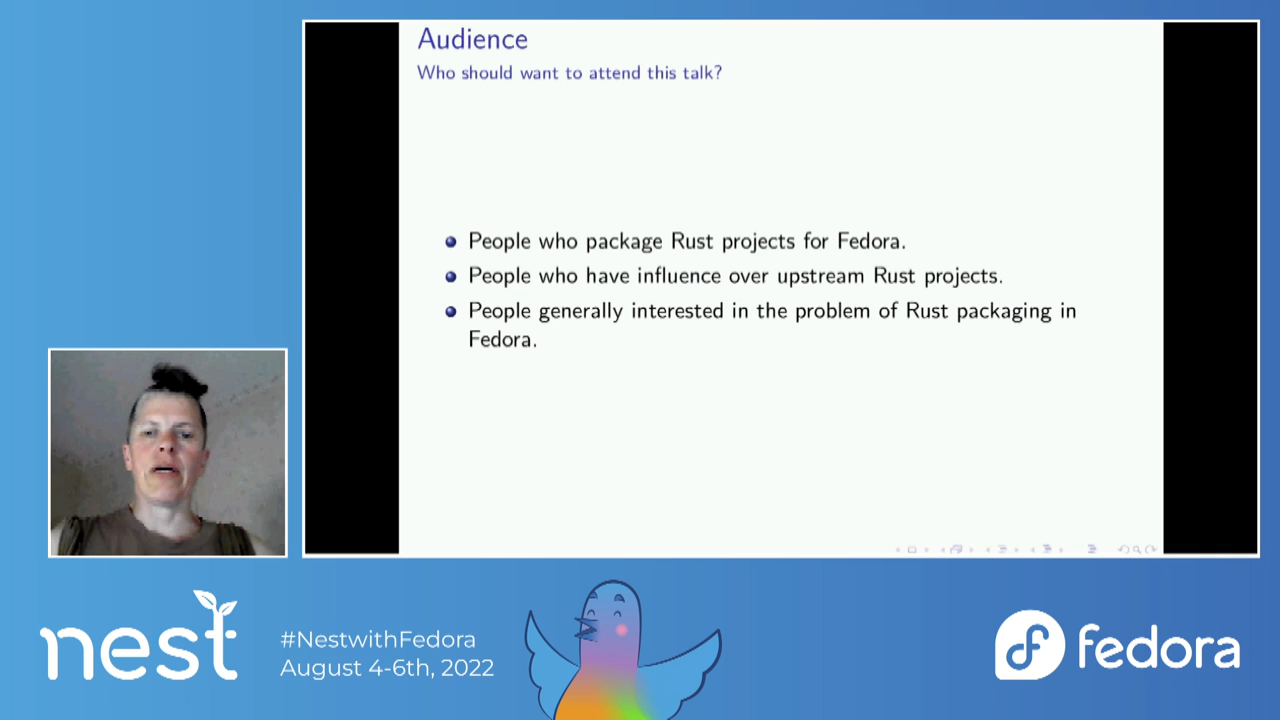 Audience
Who should want to attend this talk?
People who package Rust projects for Fedora.
People who have influence over upstream Rust projects.
People generally interested in the problem of Rust packaging in
Fedora.
nest
#NestwithFedora
August 4-6th, 2022
fedora